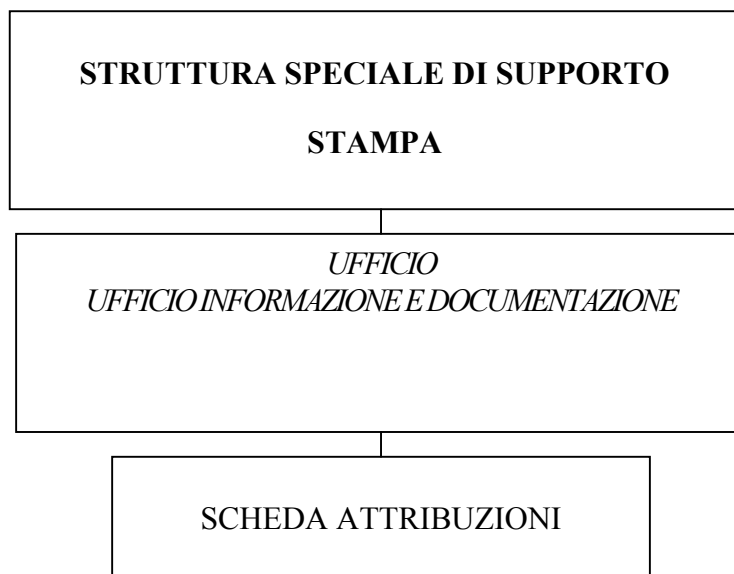 STRUTTURA SPECIALE DI SUPPORTO
STAMPA
UFFICIO
UFFICIO INFORMAZIONE E DOCUMENTAZIONE
SCHEDA ATTRIBUZIONI